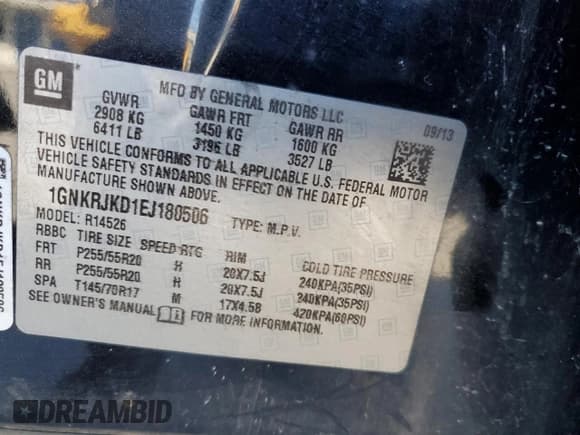 GM
MFD BY GENERAL MOTORS LLC
09/13
GVWR GAWR FRT GAWR RR
2908 KG 1450 KG 1600 KG
6411 LB 3196 LB 3527 LB
THIS VEHICLE CONFORMS TO ALL APPLICABLE U.S. FEDERAL MOTOR
VEHICLE SAFETY STANDARDS IN EFFECT ON THE DATE OF
MANUFACTURE SHOWN ABOVE.
1GNKRJKD1EJ180506 TYPE: M.P.V.
MODEL: R14526
RBBC TIRE SIZE SPEED RTG RIM COLD TIRE PRESSURE
FRT P255/55R20 H 20X7.5J 240KPA(35PSI)
RR P255/55R20 H 20X7.5J 240KPA(35PSI)
SPA T145/70R17 M 17X4.5B 420KPA(60PSI)
SEE OWNER'S MANUAL FOR MORE INFORMATION.
DREAMBID